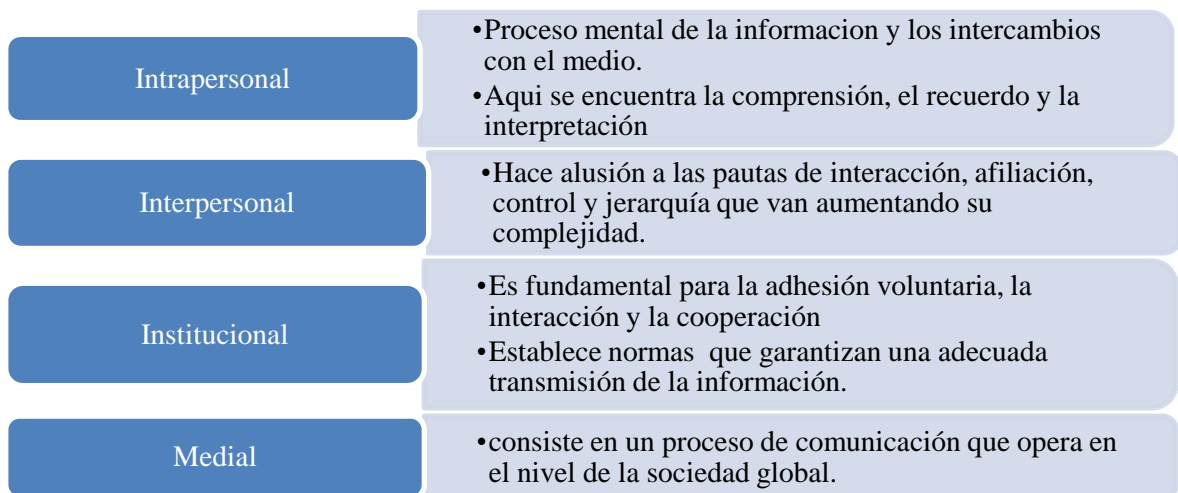 Intrapersonal
•Proceso mental de la informacion y los intercambios
con el medio.
•Aqui se encuentra la comprensión, el recuerdo y la
interpretación
Interpersonal
•Hace alusión a las pautas de interacción, afiliación,
control y jerarquía que van aumentando su
complejidad.
Institucional
•Es fundamental para la adhesión voluntaria, la
interacción y la cooperación
•Establece normas que garantizan una adecuada
transmisión de la información.
Medial
•consiste en un proceso de comunicación que opera en
el nivel de la sociedad global.